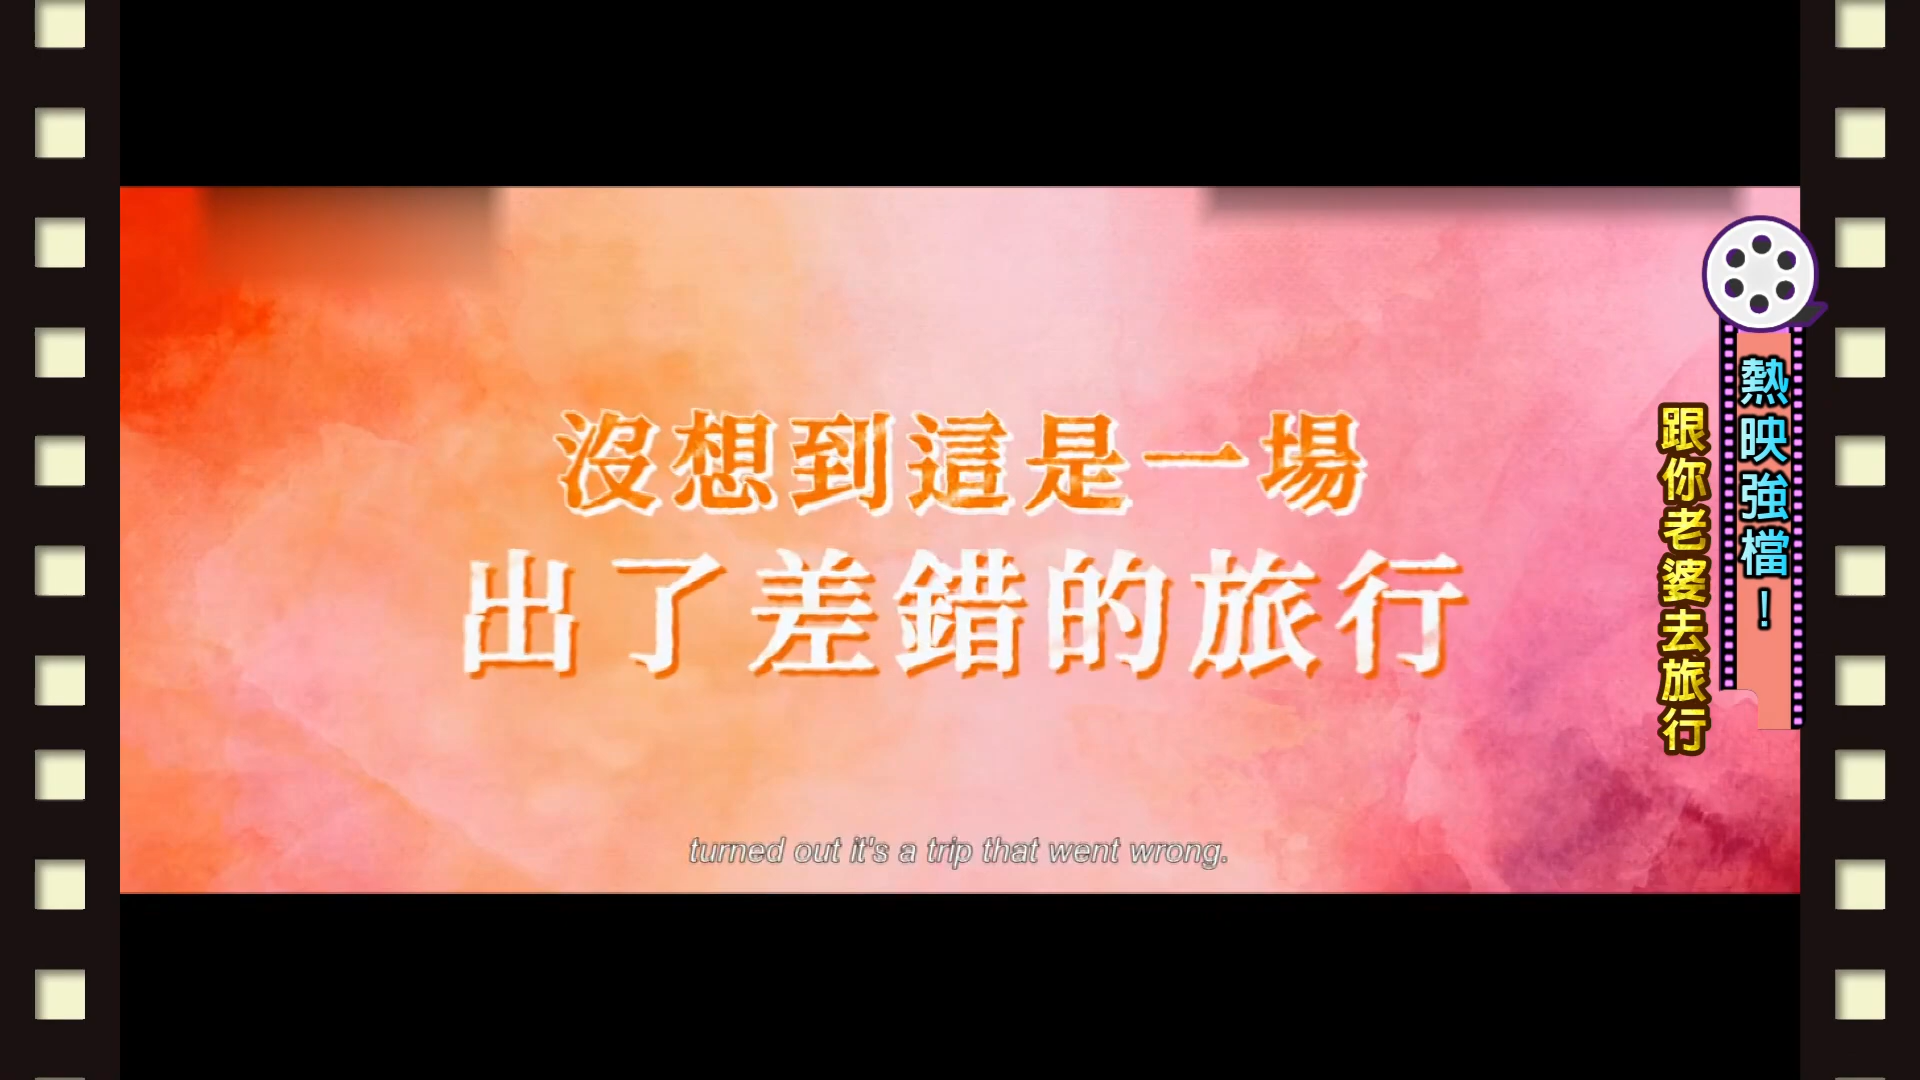 沒想到這是一場
出了差錯的旅行
turned out it's a trip that went wrong.
熱映強檔！
跟你老婆去旅行